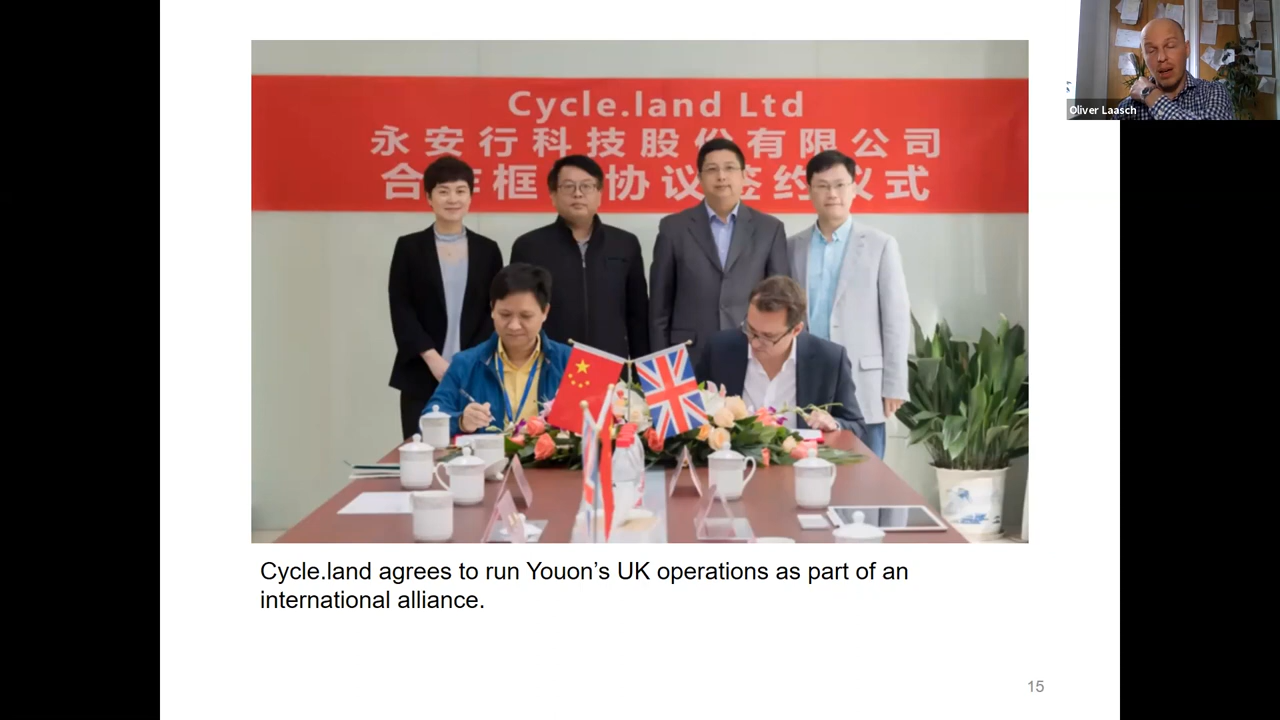 Cycle.land Ltd
永安行科技股份有限公司
合作框 协议签约仪式
Cycle.land agrees to run Youon’s UK operations as part of an
international alliance.
15
Oliver Laasch